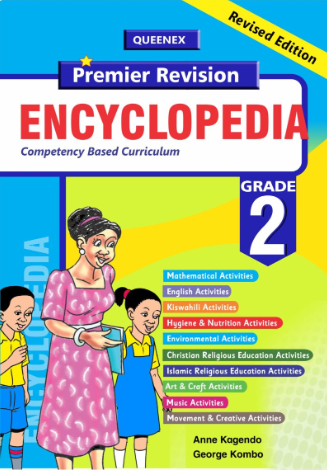 QUEENEX
Revised Edition
Premier Revision
ENCYCLOPEDIA
Competency Based Curriculum
GRADE
2
ENCYCLOPEDIA
Mathematical Activities
English Activities
Kiswahili Activities
Hygiene & Nutrition Activities
Environmental Activities
Christian Religious Education Activities
Islamic Religious Education Activities
Art & Craft Activities
Music Activities
Movement & Creative Activities
Anne Kagendo
George Kombo